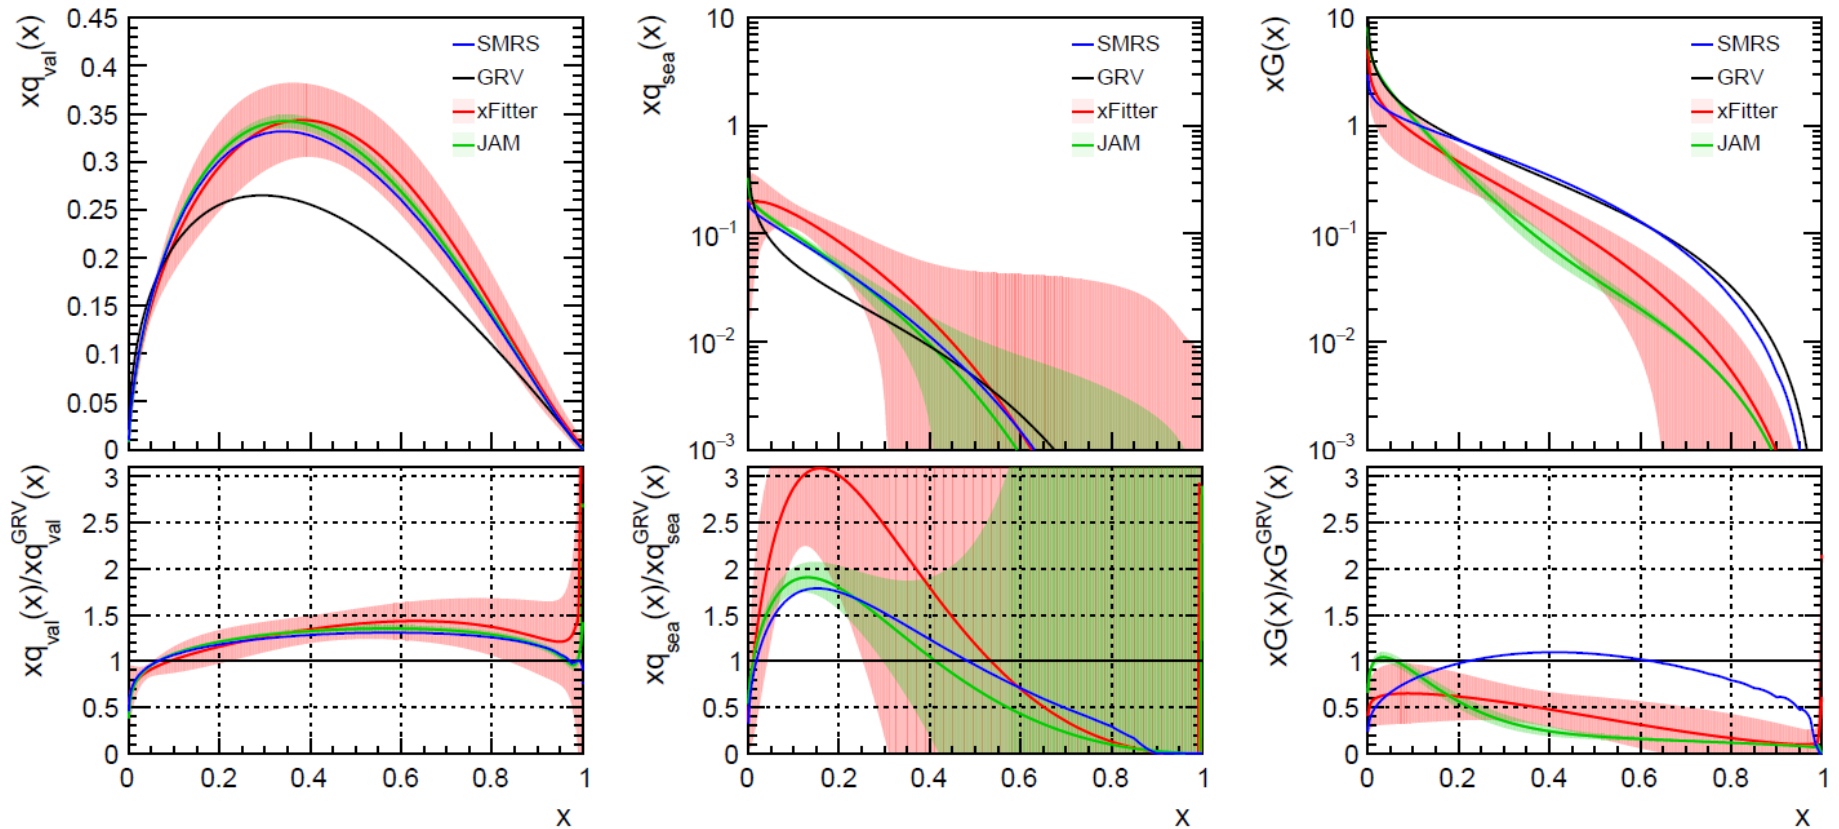 xq_val(x)
0.45
0.4
0.35
0.3
0.25
0.2
0.15
0.1
0.05
0
SMRS
GRV
xFitter
JAM
xq_sea(x)
10
1
10⁻¹
10⁻²
10⁻³
SMRS
GRV
xFitter
JAM
xG(x)
10
1
10⁻¹
10⁻²
10⁻³
SMRS
GRV
xFitter
JAM
xq_val(x)/xq_val^GRV(x)
3
2.5
2
1.5
1
0.5
0
0 0.2 0.4 0.6 0.8 1
x
xq_sea(x)/xq_sea^GRV(x)
3
2.5
2
1.5
1
0.5
0
0 0.2 0.4 0.6 0.8 1
x
xG(x)/xG^GRV(x)
3
2.5
2
1.5
1
0.5
0
0 0.2 0.4 0.6 0.8 1
x